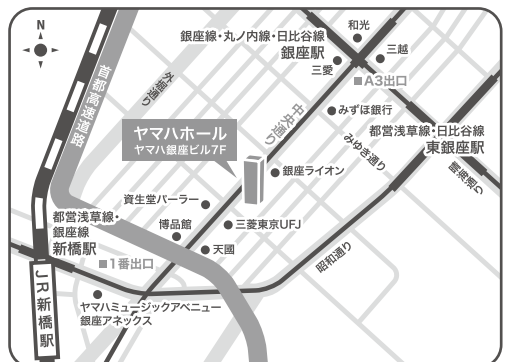 N
和光
銀座線・丸ノ内線・日比谷線
銀座駅
三越
三愛
A3出口
首都高速道路
外堀通り
中央通り
みずほ銀行
都営浅草線・日比谷線
東銀座駅
みゆき通り
晴海通り
ヤマハホール
ヤマハ銀座ビル7F
銀座ライオン
資生堂パーラー
都営浅草線・
銀座線
新橋駅
博品館
三菱東京UFJ
天國
昭和通り
1番出口
JR新橋駅
ヤマハミュージックアベニュー
銀座アネックス